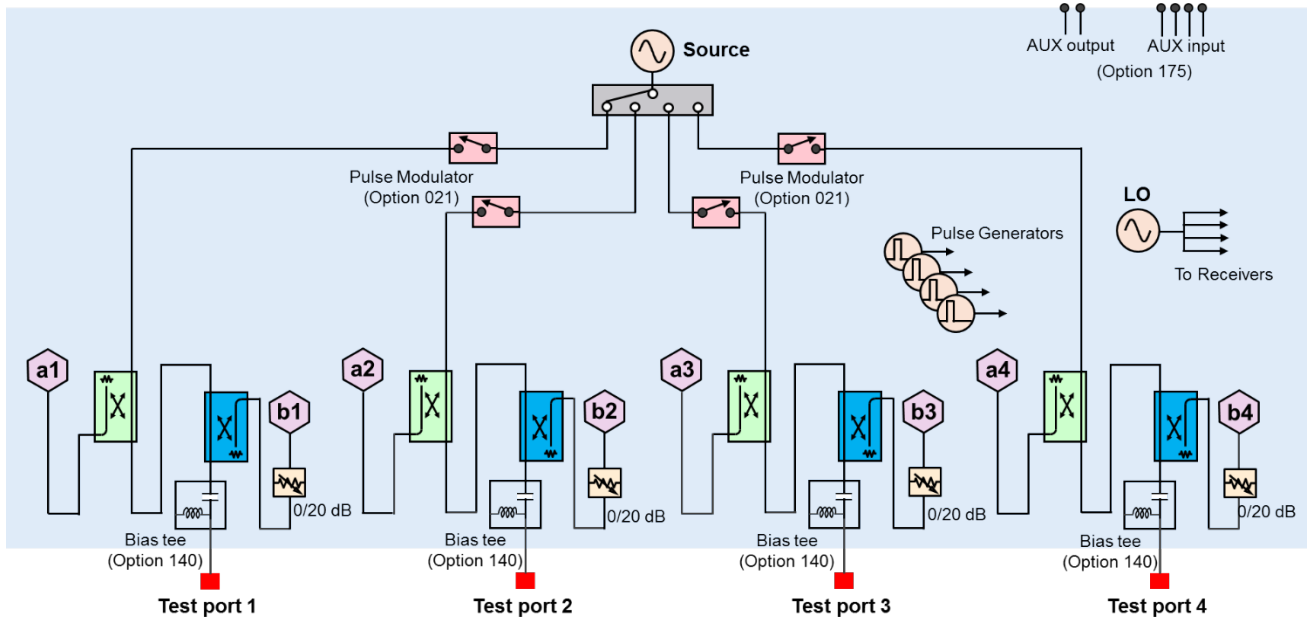 Source
AUX output
AUX input
(Option 175)
Pulse Modulator
(Option 021)
Pulse Modulator
(Option 021)
LO
Pulse Generators
To Receivers
a1
b1
a2
b2
a3
b3
a4
b4
0/20 dB
0/20 dB
0/20 dB
0/20 dB
Bias tee
(Option 140)
Bias tee
(Option 140)
Bias tee
(Option 140)
Bias tee
(Option 140)
Test port 1
Test port 2
Test port 3
Test port 4